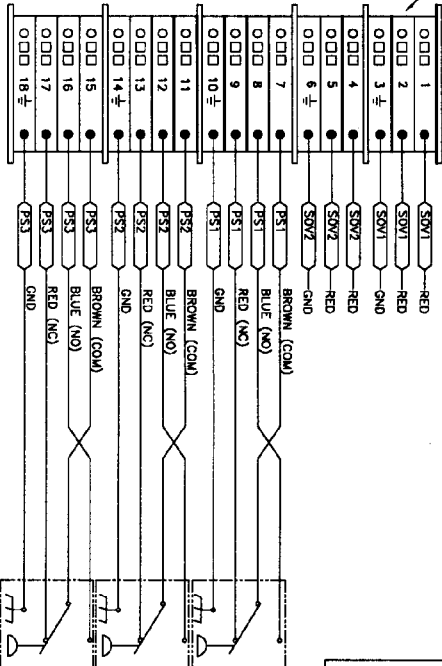 1 SOV1 RED
2 SOV1 RED
3 SOV1 GND
4 SOV2 RED
5 SOV2 RED
6 SOV2 GND
7 PS1 BROWN (COM)
8 PS1 BLUE (NO)
9 PS1 RED (NC)
10 PS1 GND
11 PS2 BROWN (COM)
12 PS2 BLUE (NO)
13 PS2 RED (NC)
14 PS2 GND
15 PS3 BROWN (COM)
16 PS3 BLUE (NO)
17 PS3 RED (NC)
18 PS3 GND